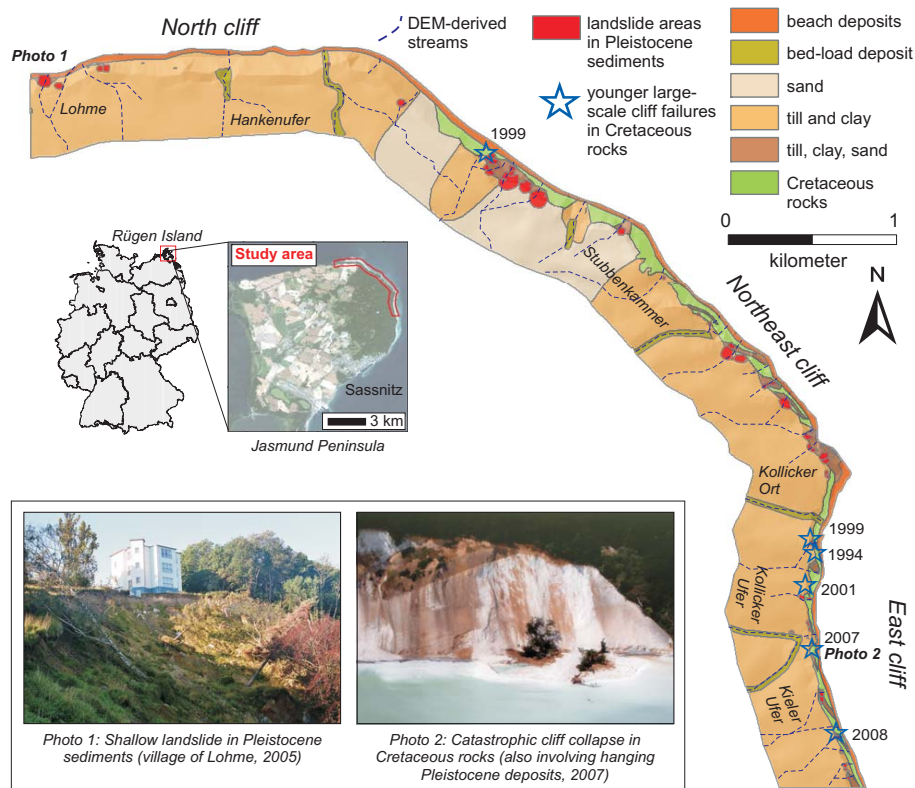 North cliff
Photo 1
Lohme
Hankenufer
DEM-derived
streams
landslide areas
in Pleistocene
sediments
younger large-
scale cliff failures
in Cretaceous
rocks
beach deposits
bed-load deposit
sand
till and clay
till, clay, sand
Cretaceous
rocks
0
1
kilometer
N
1999
Stubbenkammer
Northeast cliff
Rügen Island
Study area
Sassnitz
3 km
Jasmund Peninsula
Kollicker
Ort
1999
1994
2001
Kollicker
Ufer
2007
Photo 2
East cliff
Kieler
Ufer
2008
Photo 1: Shallow landslide in Pleistocene
sediments (village of Lohme, 2005)
Photo 2: Catastrophic cliff collapse in
Cretaceous rocks (also involving hanging
Pleistocene deposits, 2007)